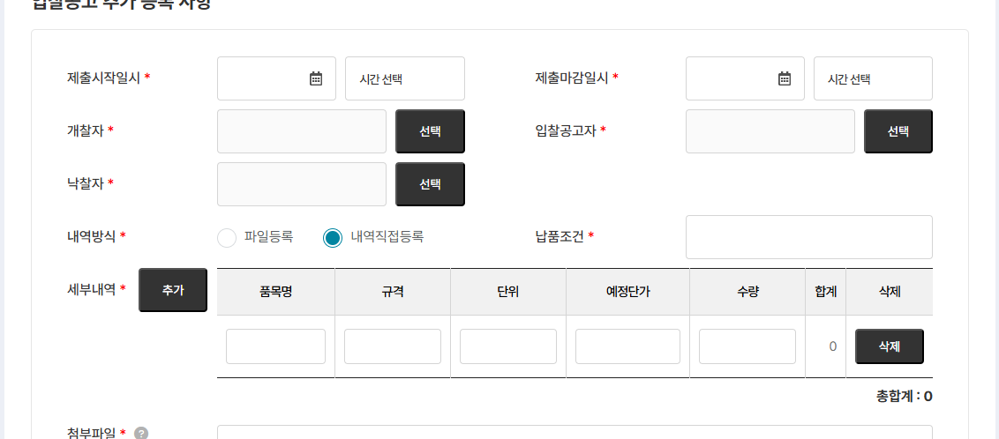 입찰공고 추가 등록 사항
제출시작일시 * 시간 선택 제출마감일시 * 시간 선택
개찰자 * 선택 입찰공고자 * 선택
낙찰자 * 선택
내역방식 * 파일등록 내역직접등록 납품조건 *
세부내역 * 추가 품목명 규격 단위 예정단가 수량 합계 삭제
0 삭제
총합계 : 0
첨부파일 * ?